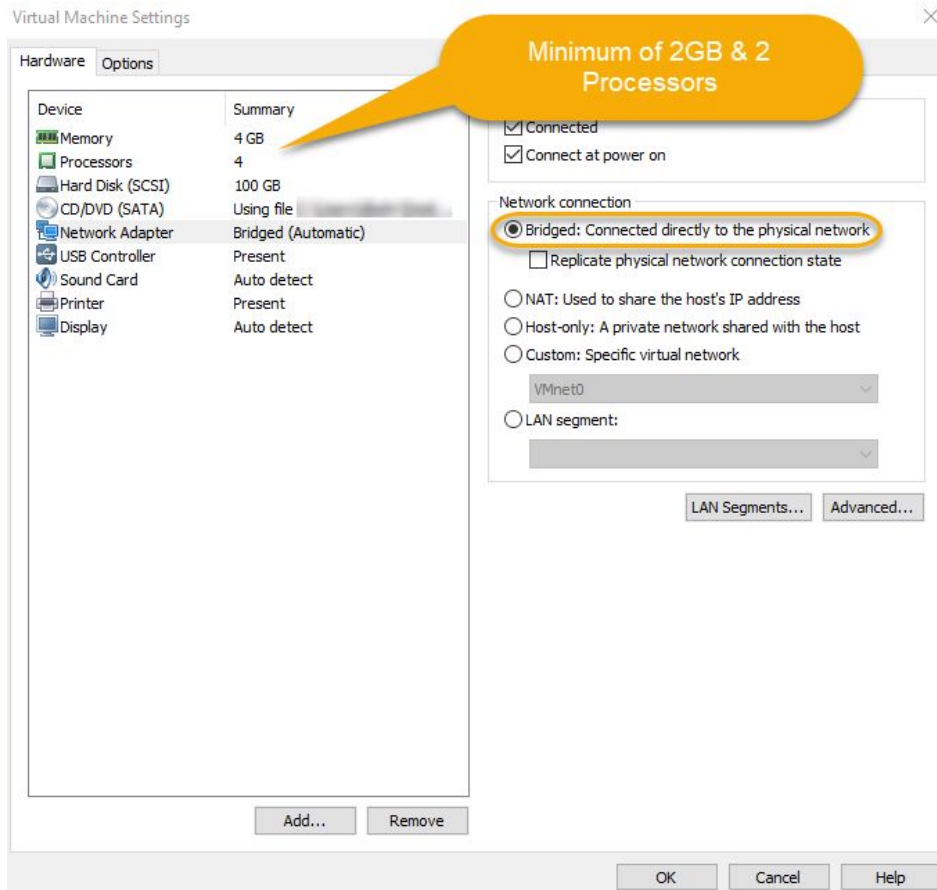 Virtual Machine Settings
Minimum of 2GB & 2
Processors
Hardware Options
Device Summary
Memory 4 GB
Processors 4
Hard Disk (SCSI) 100 GB
CD/DVD (SATA) Using file
Network Adapter Bridged (Automatic)
USB Controller Present
Sound Card Auto detect
Printer Present
Display Auto detect
Connected
Connect at power on
Network connection
Bridged: Connected directly to the physical network
Replicate physical network connection state
NAT: Used to share the host's IP address
Host-only: A private network shared with the host
Custom: Specific virtual network
VMnet0
LAN segment:
LAN Segments... Advanced...
Add... Remove
OK Cancel Help